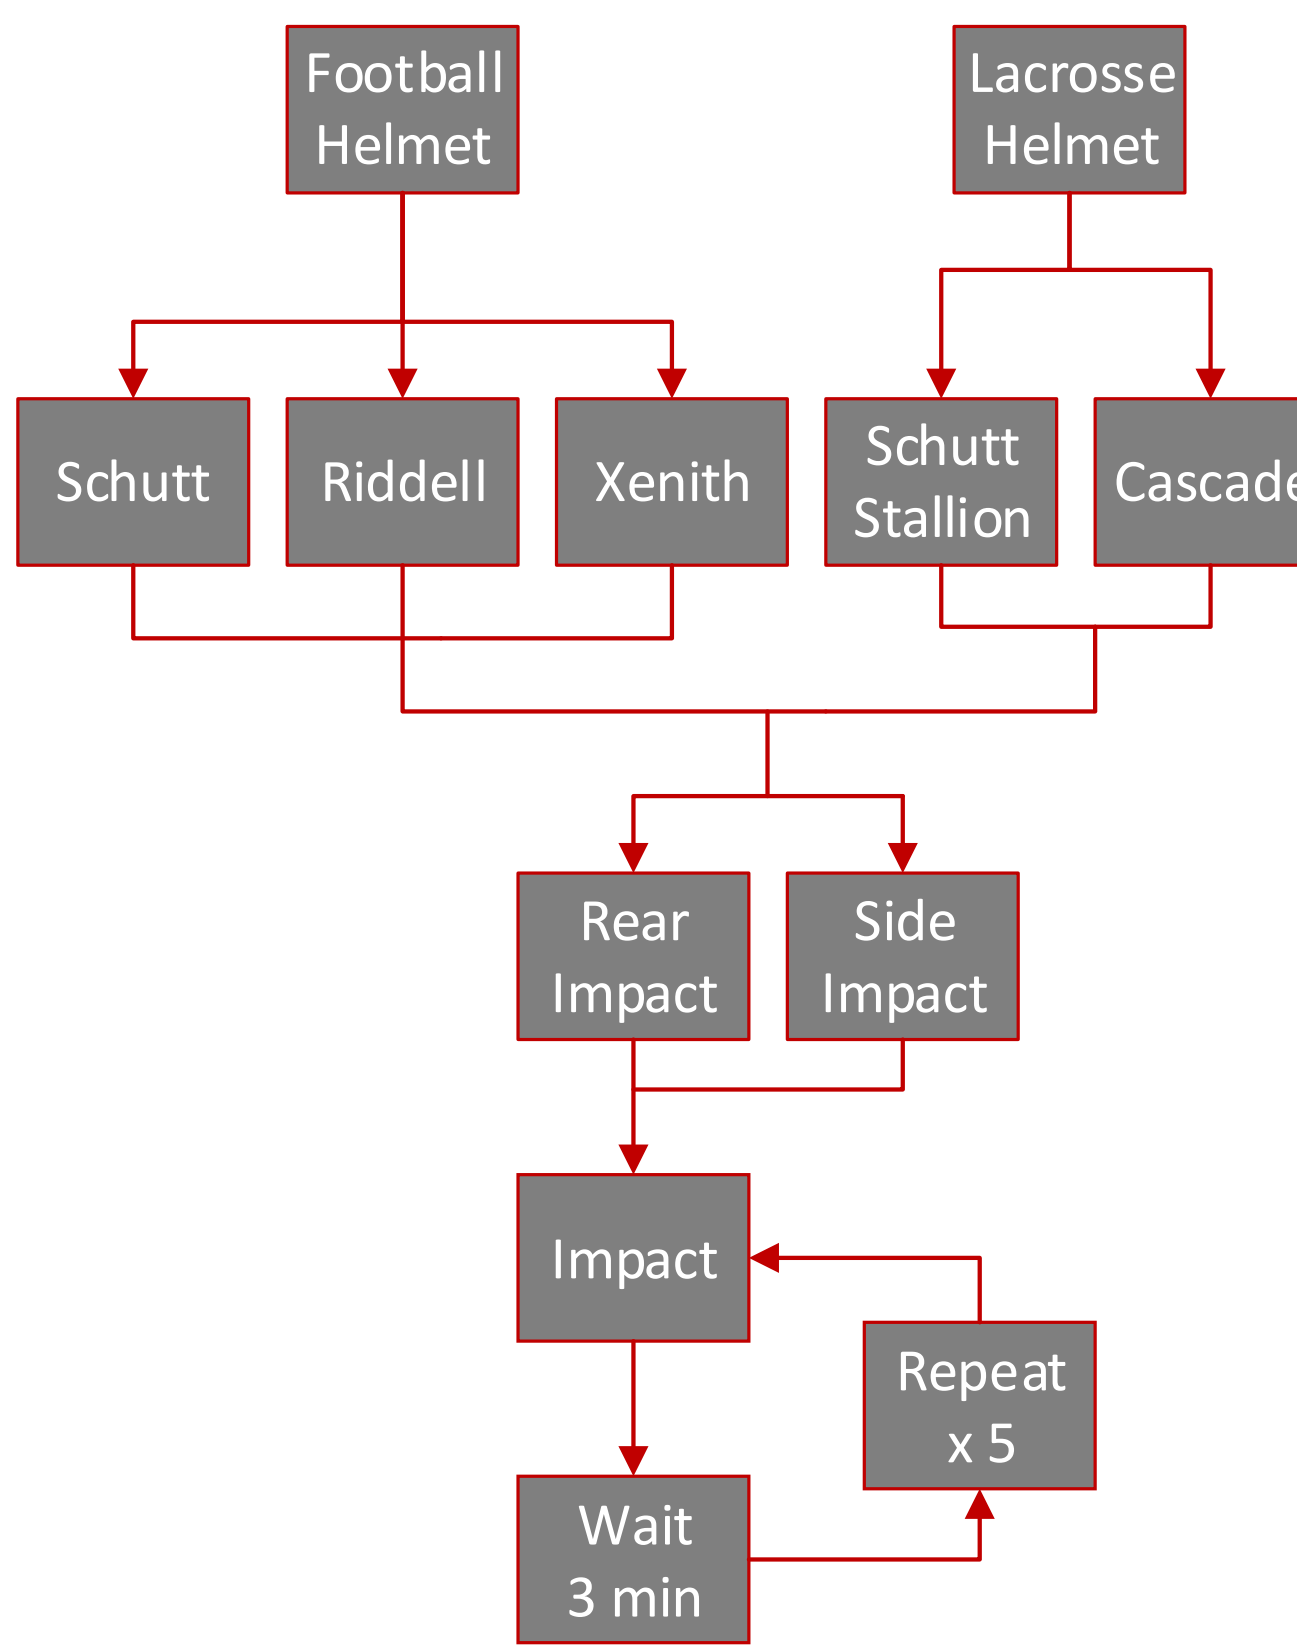 Football
Helmet
Lacrosse
Helmet
Schutt
Riddell
Xenith
Schutt
Stallion
Cascade
Rear
Impact
Side
Impact
Impact
Repeat
x 5
Wait
3 min